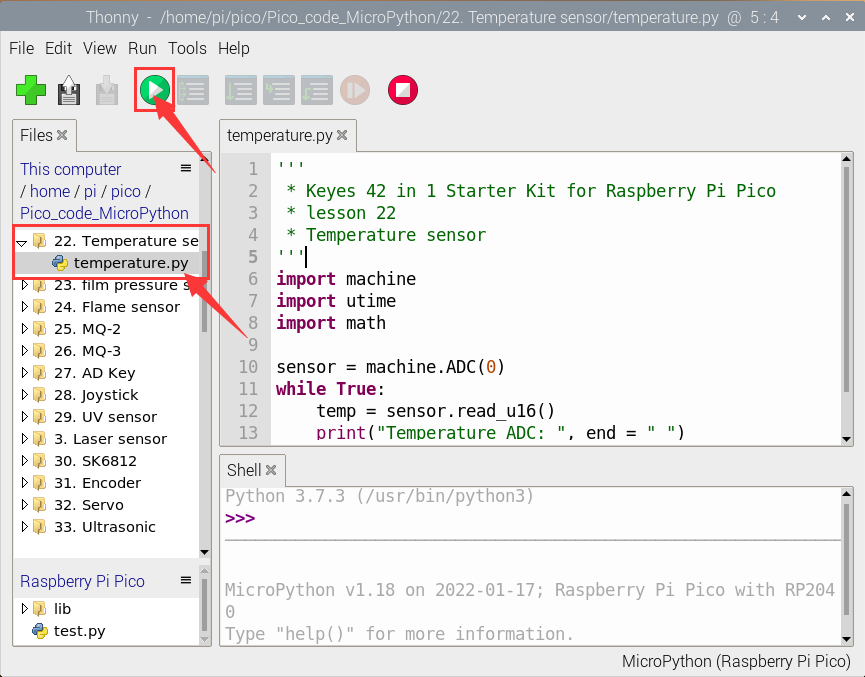 Thonny - /home/pi/pico/Pico_code_MicroPython/22. Temperature sensor/temperature.py @ 5 : 4
File Edit View Run Tools Help
Files
This computer
/ home / pi / pico /
Pico_code_MicroPython
22. Temperature se
temperature.py
23. film pressure s
24. Flame sensor
25. MQ-2
26. MQ-3
27. AD Key
28. Joystick
29. UV sensor
3. Laser sensor
30. SK6812
31. Encoder
32. Servo
33. Ultrasonic
Raspberry Pi Pico
lib
test.py
temperature.py
1 '''
2 * Keyes 42 in 1 Starter Kit for Raspberry Pi Pico
3 * lesson 22
4 * Temperature sensor
5 '''
6 import machine
7 import utime
8 import math
9
10 sensor = machine.ADC(0)
11 while True:
12 temp = sensor.read_u16()
13 print("Temperature ADC: ", end = " ")
Shell
Python 3.7.3 (/usr/bin/python3)
>>>
MicroPython v1.18 on 2022-01-17; Raspberry Pi Pico with RP204
0
Type "help()" for more information.
MicroPython (Raspberry Pi Pico)